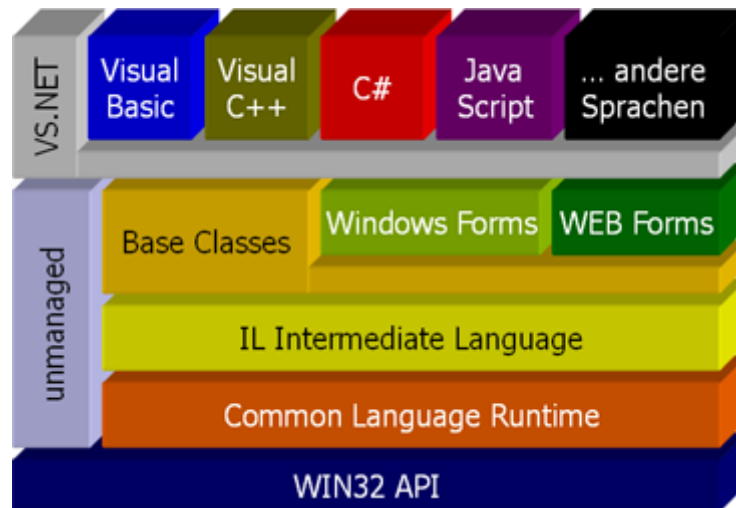 VS.NET
Visual
Basic
Visual
C++
C#
Java
Script
... andere
Sprachen
unmanaged
Base Classes
Windows Forms
WEB Forms
IL Intermediate Language
Common Language Runtime
WIN32 API